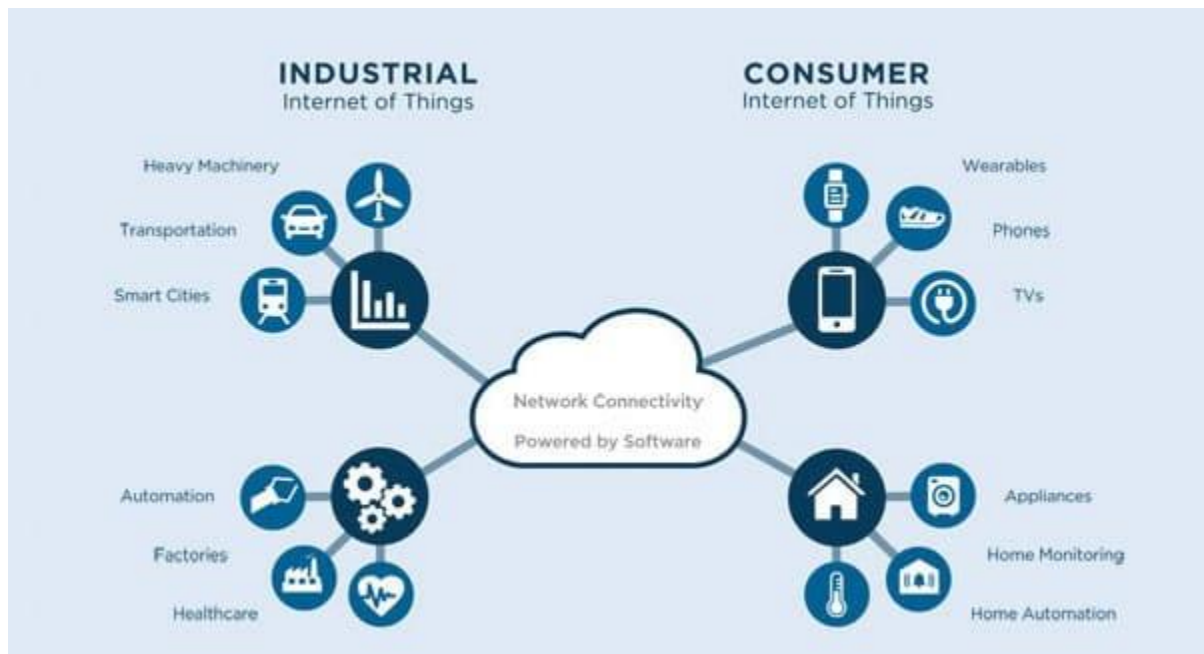 INDUSTRIAL
Internet of Things
Heavy Machinery
Transportation
Smart Cities
CONSUMER
Internet of Things
Wearables
Phones
TVs
Network Connectivity
Powered by Software
Automation
Factories
Healthcare
Appliances
Home Monitoring
Home Automation